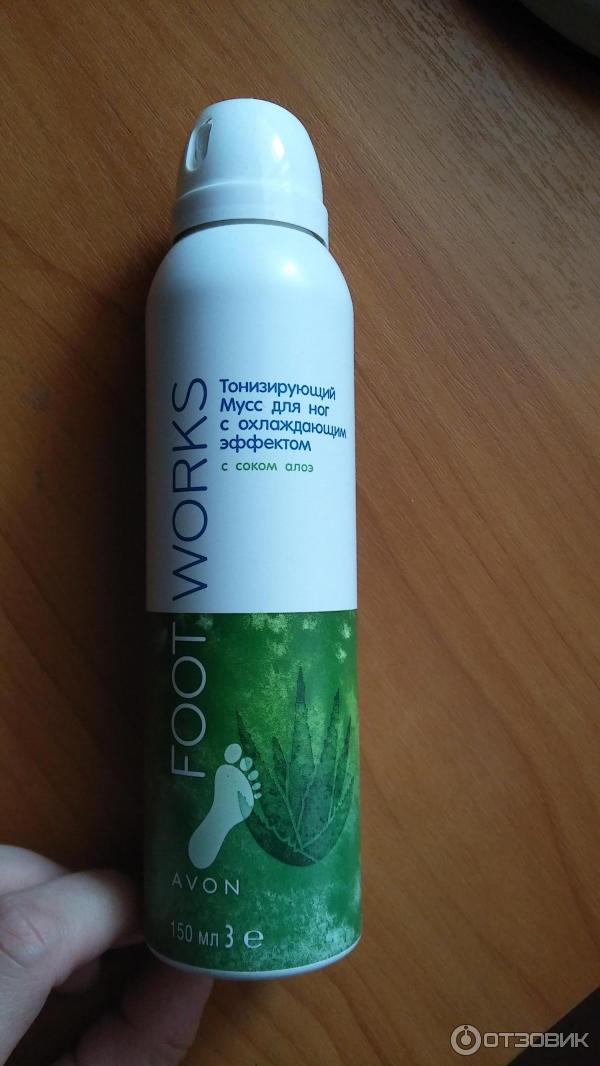 FOOT WORKS
Тонизирующий
Мусс для ног
с охлаждающим
эффектом
с соком алоэ
AVON
150 мл З e
ОТЗОВИК